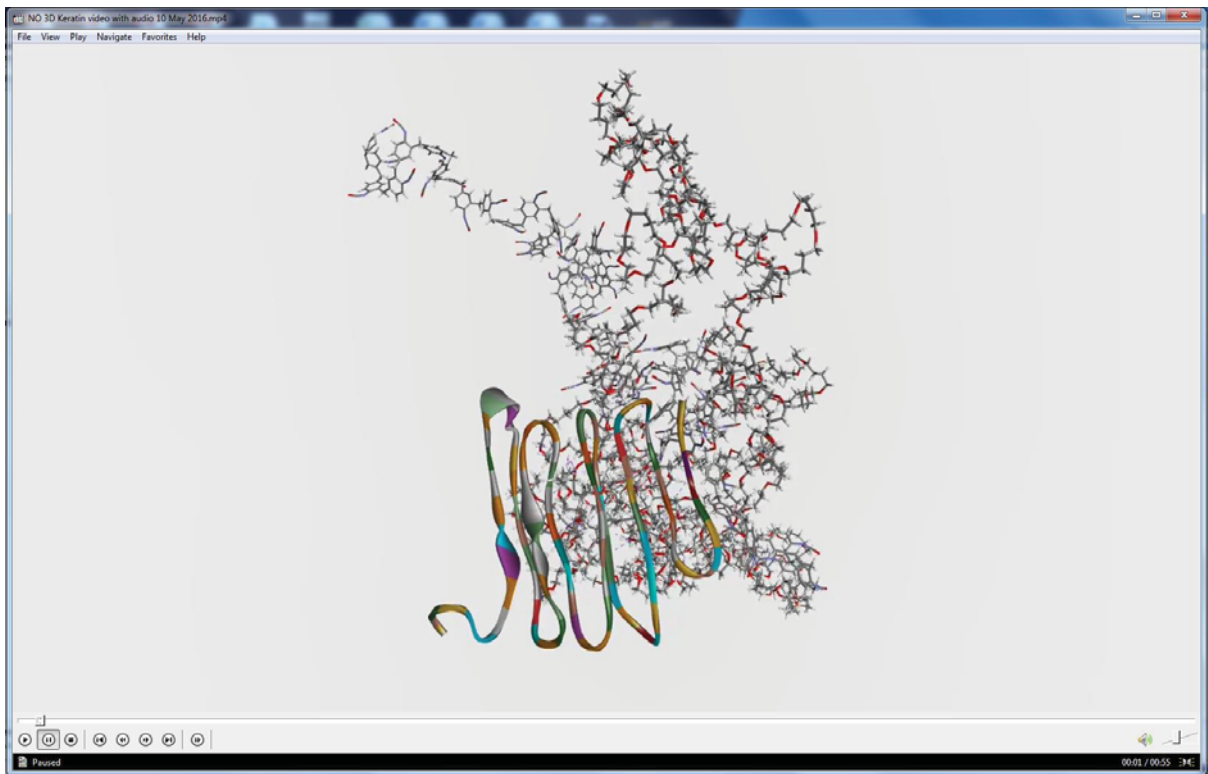 NO 3D Keratin video with audio 10 May 2016.mp4
File View Play Navigate Favorites Help
Paused
00:01 / 00:55